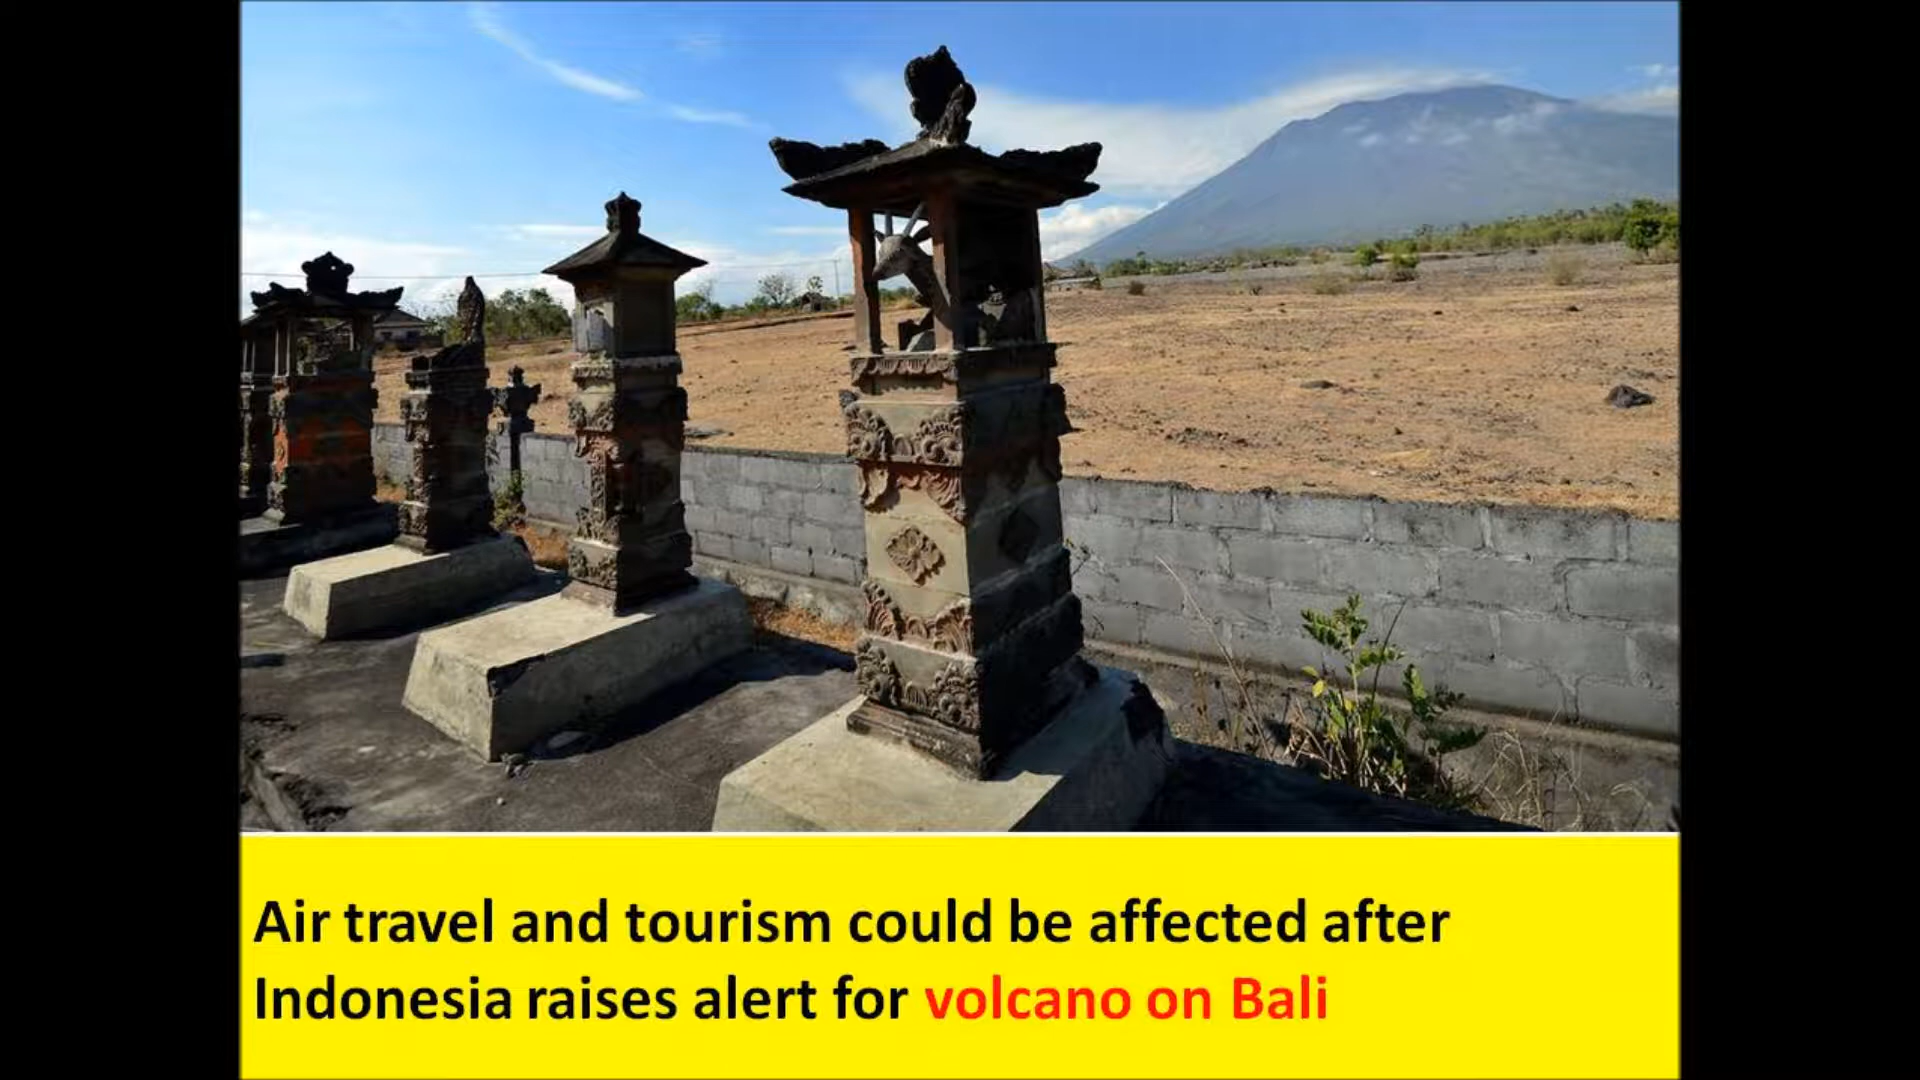 Air travel and tourism could be affected after
Indonesia raises alert for volcano on Bali